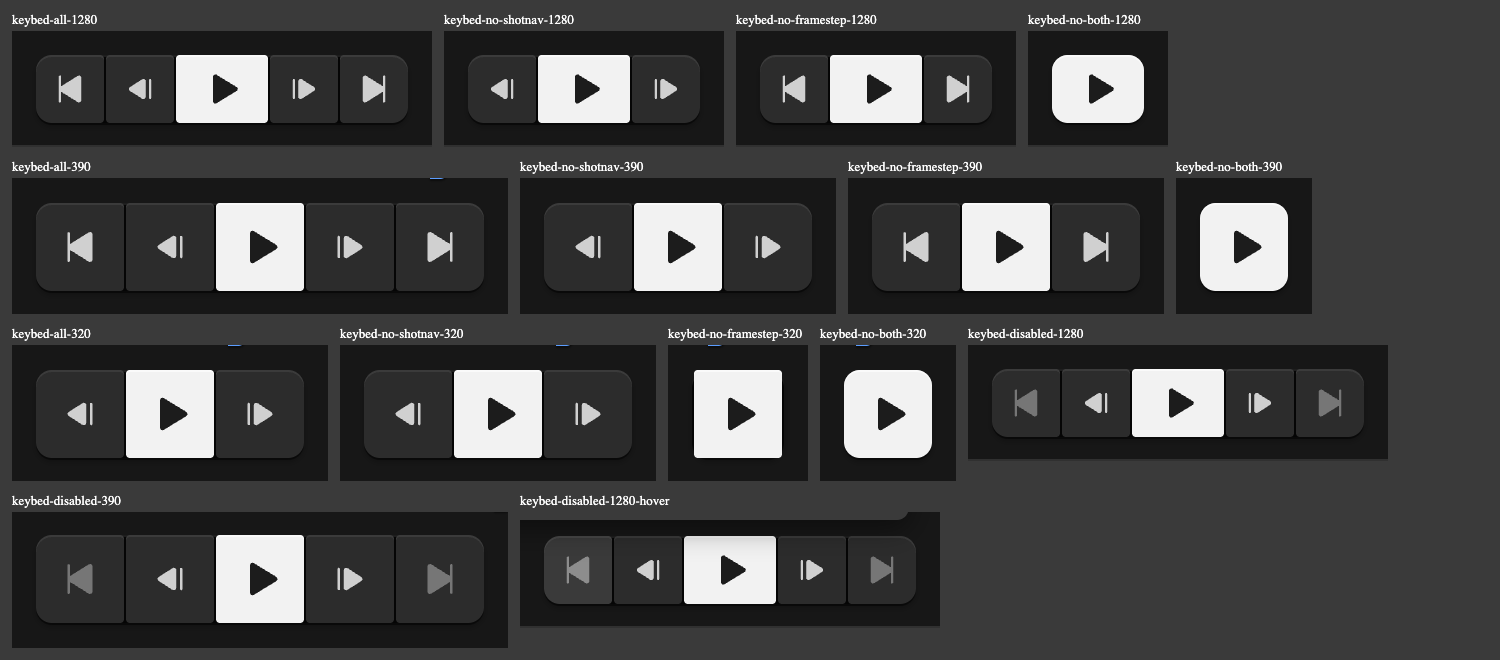 keybed-all-1280
keybed-no-shotnav-1280
keybed-no-framestep-1280
keybed-no-both-1280
keybed-all-390
keybed-no-shotnav-390
keybed-no-framestep-390
keybed-no-both-390
keybed-all-320
keybed-no-shotnav-320
keybed-no-framestep-320
keybed-no-both-320
keybed-disabled-1280
keybed-disabled-390
keybed-disabled-1280-hover